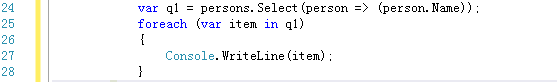 24 var q1 = persons.Select(person => (person.Name));
25 foreach (var item in q1)
26 {
27 Console.WriteLine(item);
28 }